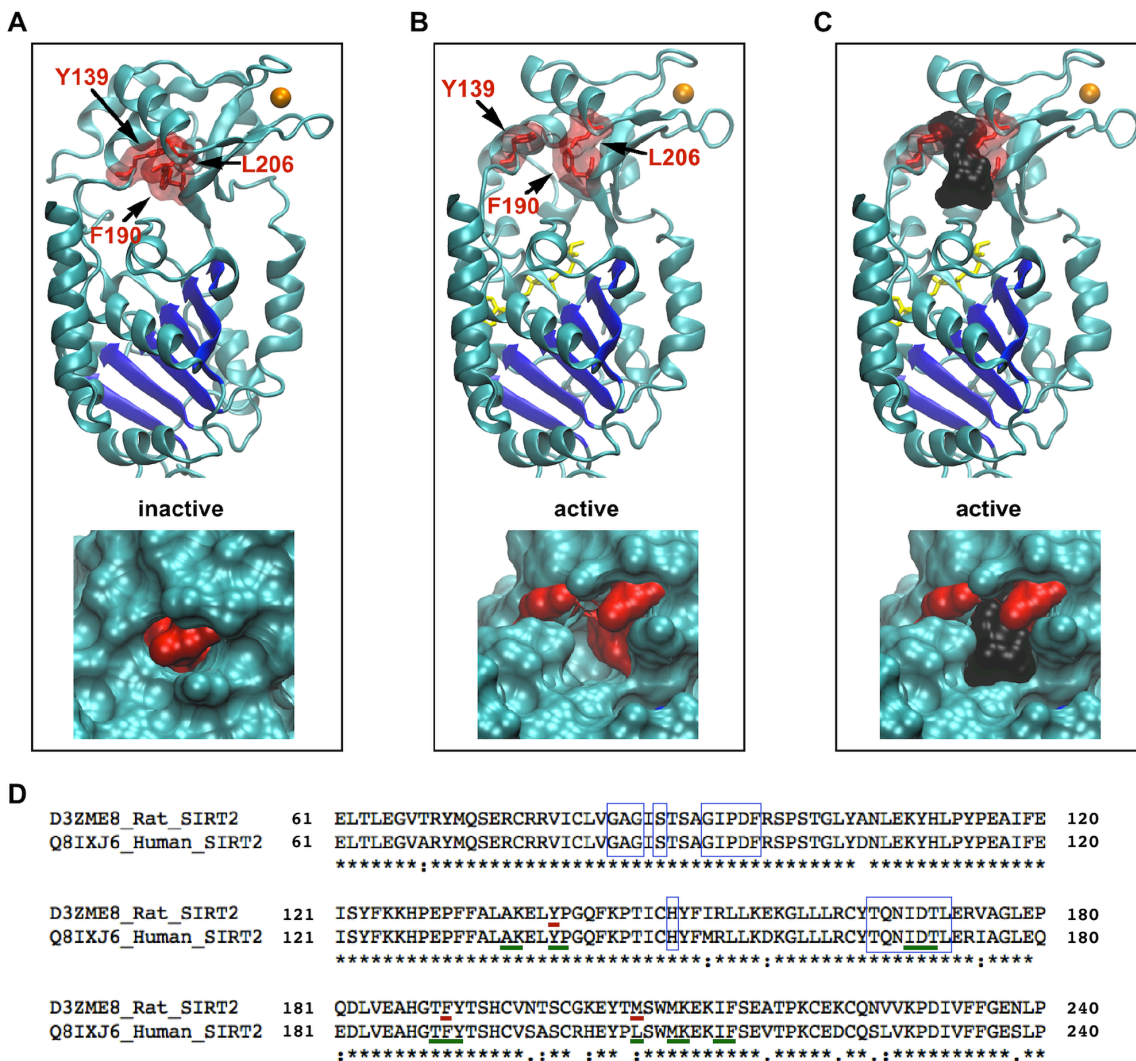 A
B
C
Y139
L206
F190
Y139
L206
F190
inactive
active
active
D
D3ZME8_Rat_SIRT2 61 ELTLEGVTRYMQSERCRRVICLVGAGISTSAGIPDFRSPSTGLYANLEKYHLPYPEAIFE 120
Q8IXJ6_Human_SIRT2 61 ELTLEGVARYMQSERCRRVICLVGAGISTSAGIPDFRSPSTGLYDNLEKYHLPYPEAIFE 120
*******:************************************ ***************
D3ZME8_Rat_SIRT2 121 ISYFKKHPEPFFALAKELYPGQFKPTICHYFIRLLKEKGLLLRCYTQNIDTLERVAGLEP 180
Q8IXJ6_Human_SIRT2 121 ISYFKKHPEPFFALAKELYPGQFKPTICHYFMRLLKDKGLLLRCYTQNIDTLERIAGLEQ 180
*******************************:****:*****************:****
D3ZME8_Rat_SIRT2 181 QDLVEAHGTFYTSHCVNTSCGKEYTMSWMKEKIFSEATPKCEKCQNVVKPDIVFFGENLP 240
Q8IXJ6_Human_SIRT2 181 EDLVEAHGTFYTSHCVSASCRHEYPLSWMKEKIFSEVTPKCEDCQSLVKPDIVFFGESLP 240
:***************.:** :** :**********.*****.**.:**********.**